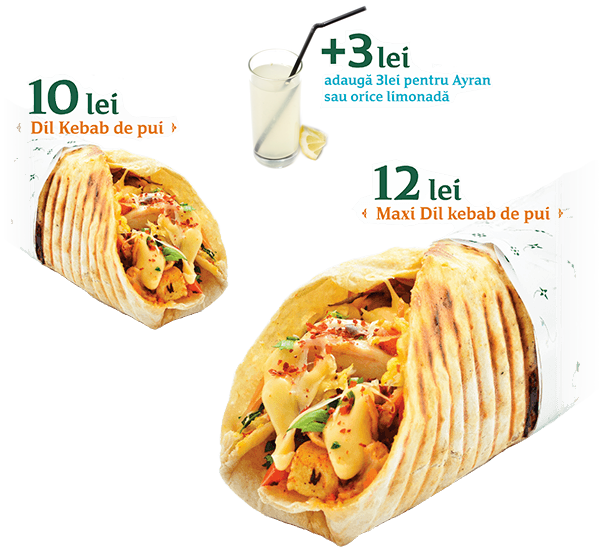 +3 lei
adaugă 3lei pentru Ayran
sau orice limonadă
10 lei
Dil Kebab de pui
12 lei
Maxi Dil kebab de pui